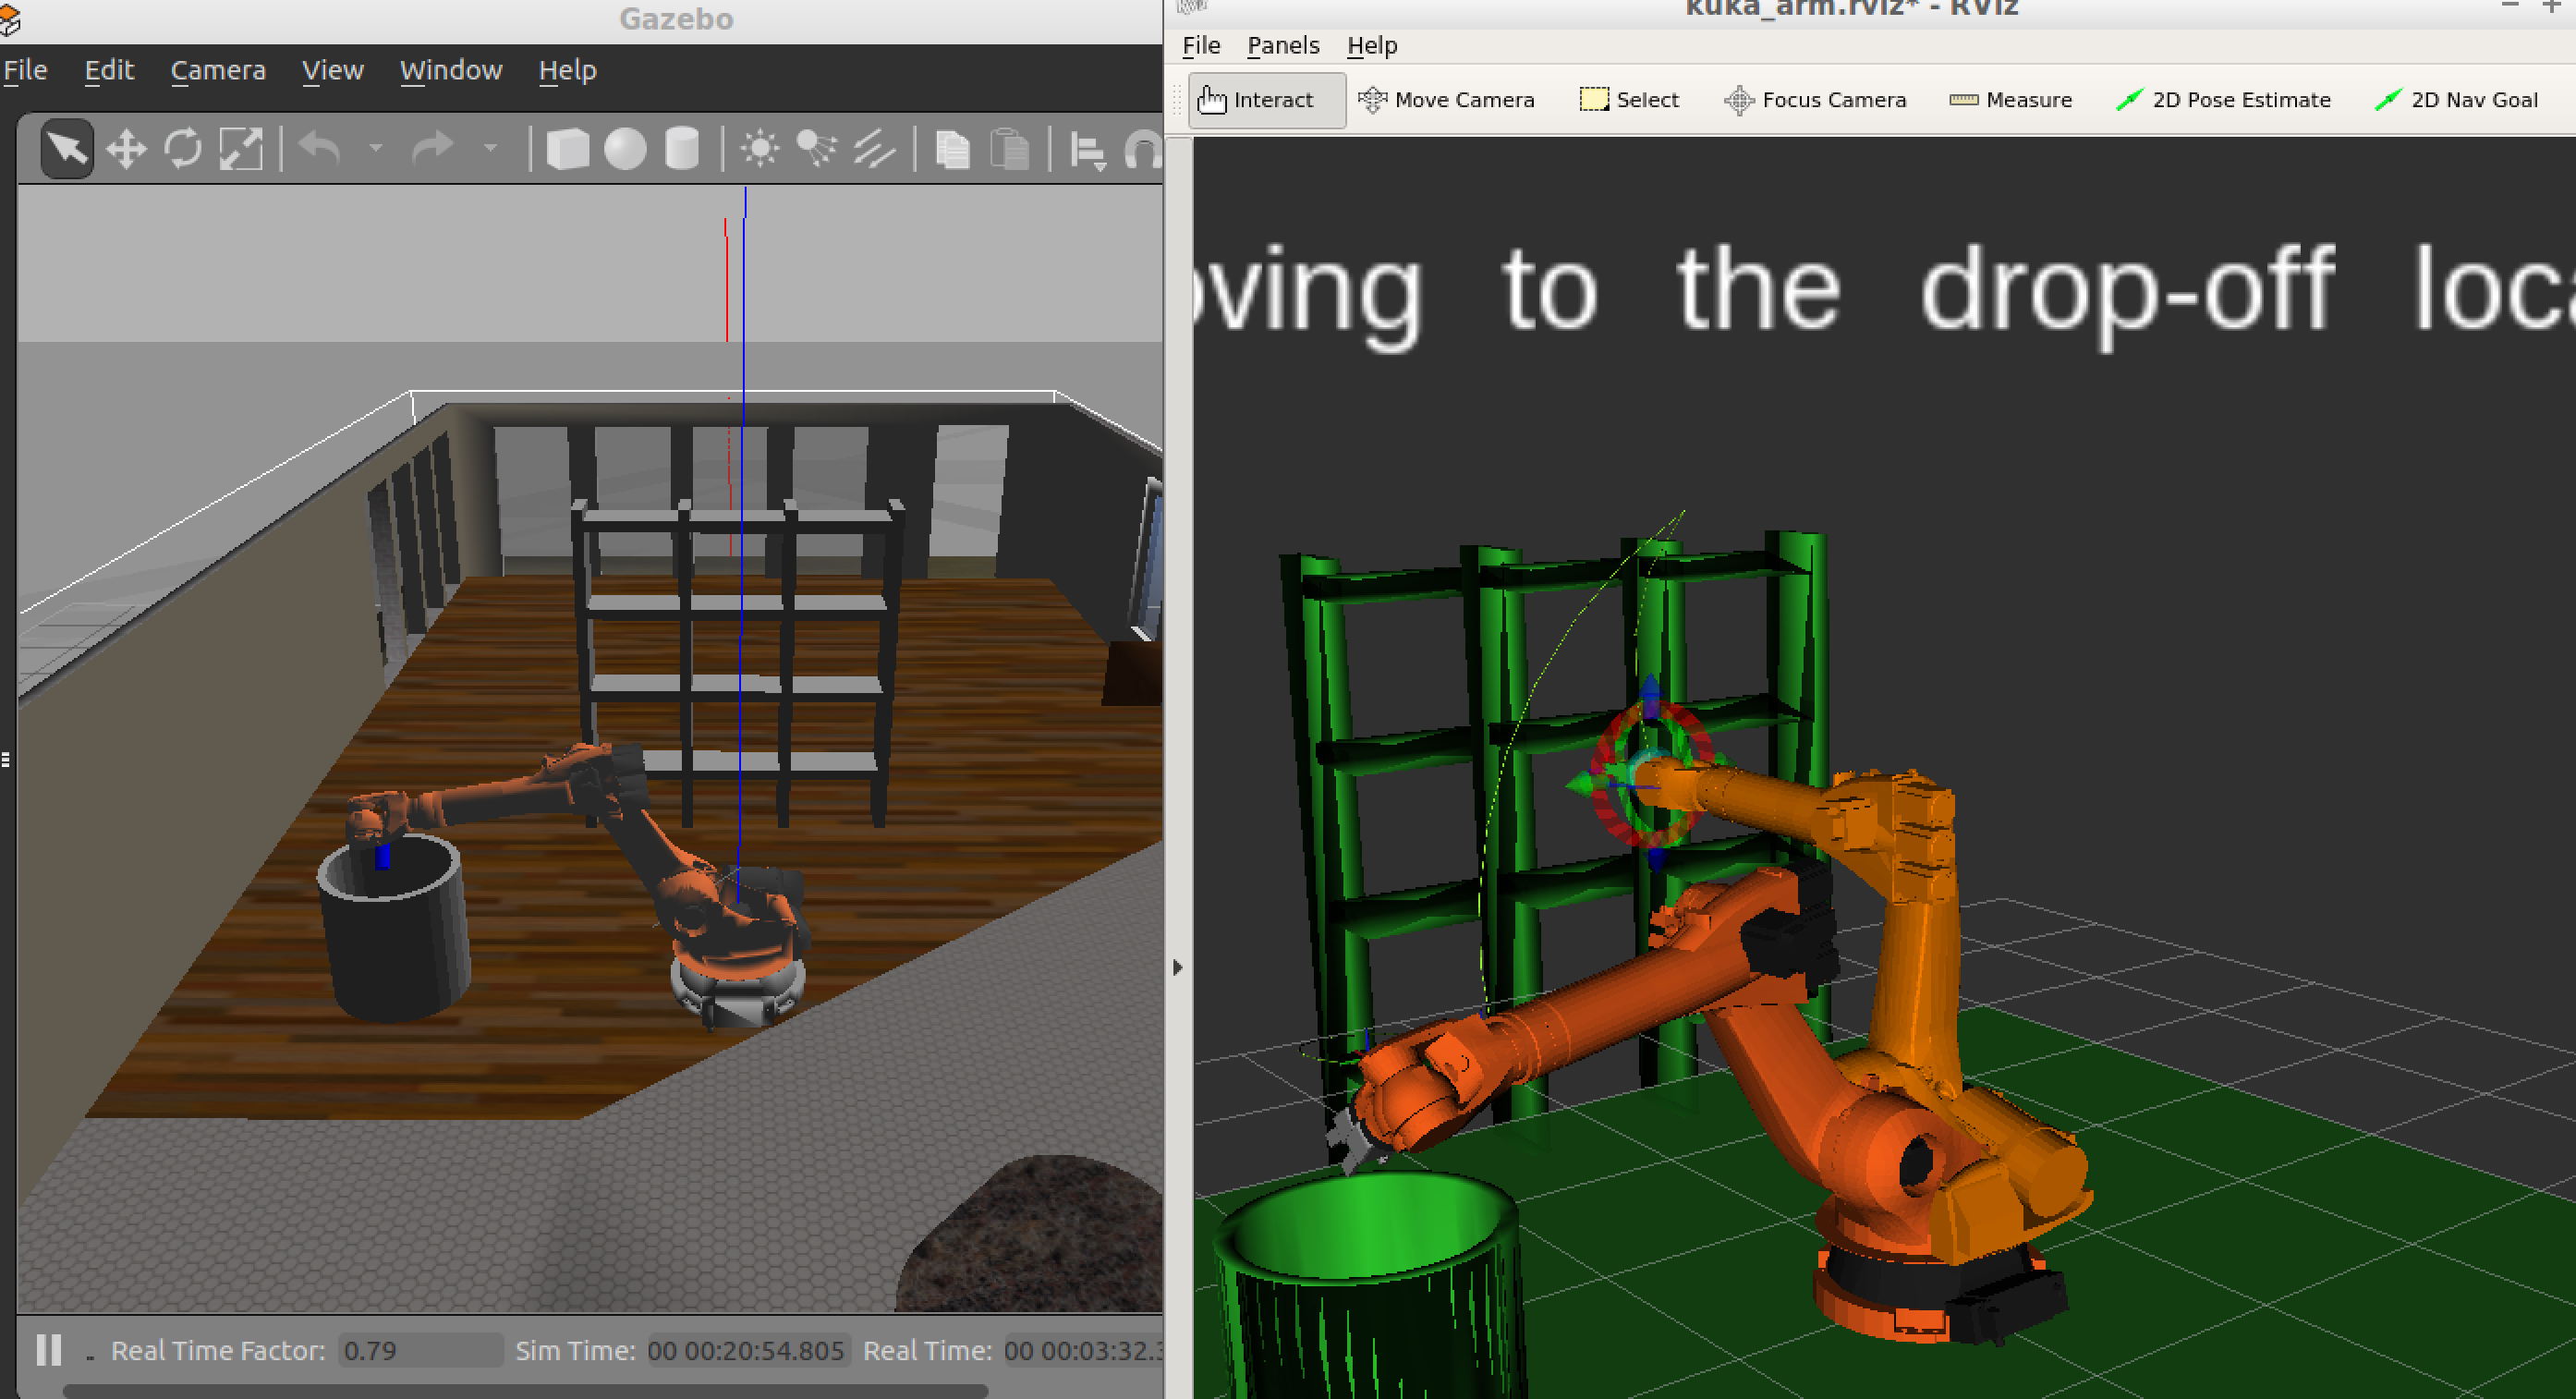 Gazebo
File Edit Camera View Window Help
Real Time Factor: 0.79 Sim Time: 00 00:20:54.805 Real Time: 00 00:03:32.3
kuka_arm.rviz* - RViz
File Panels Help
Interact Move Camera Select Focus Camera Measure 2D Pose Estimate 2D Nav Goal
oving to the drop-off loca